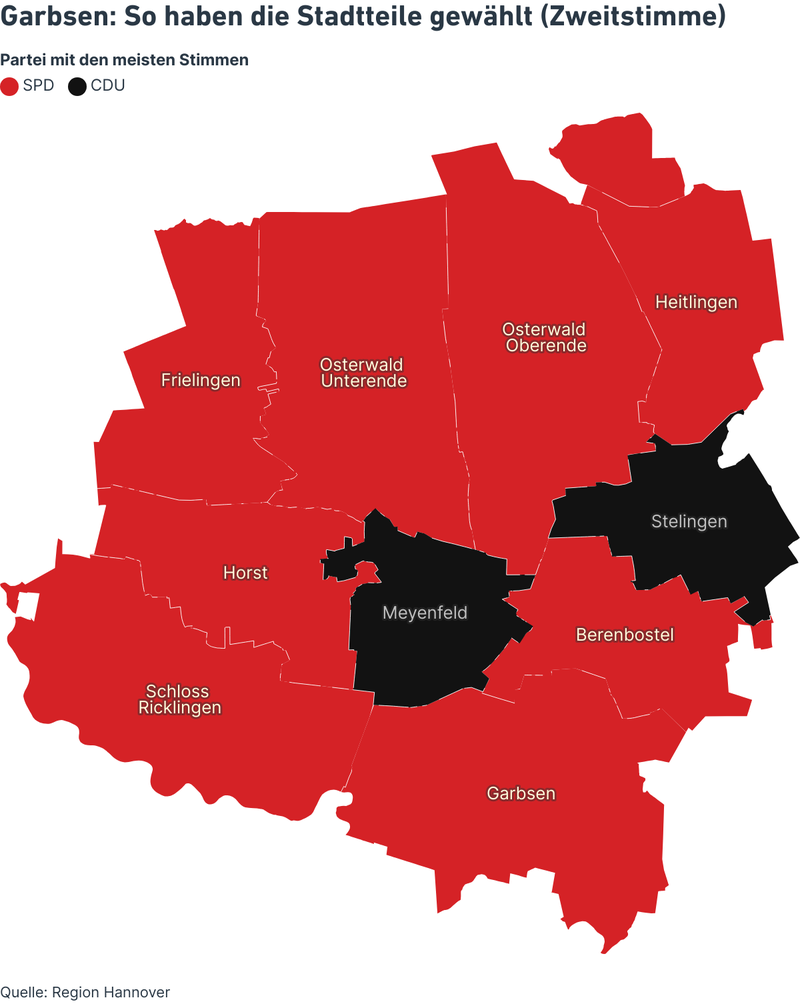 Garbsen: So haben die Stadtteile gewählt (Zweitstimme)
Partei mit den meisten Stimmen
SPD CDU
Heitlingen
Osterwald
Oberende
Osterwald
Unterende
Frielingen
Stelingen
Horst
Meyenfeld
Berenbostel
Schloss
Ricklingen
Garbsen
Quelle: Region Hannover